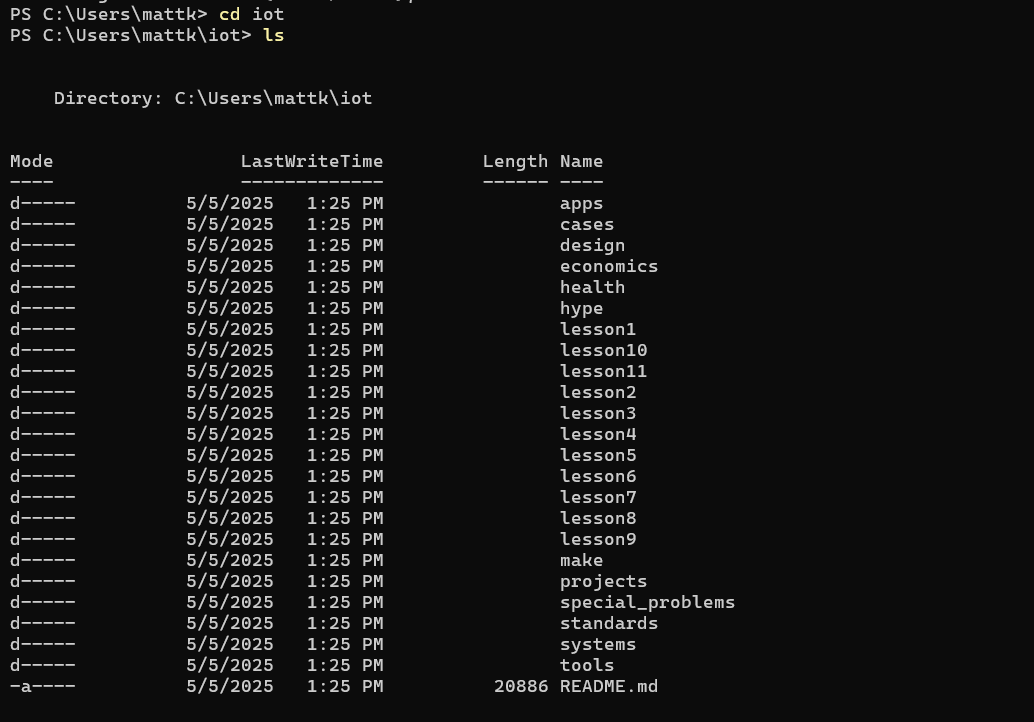 PS C:\Users\mattk> cd iot
PS C:\Users\mattk\iot> ls
Directory: C:\Users\mattk\iot
Mode LastWriteTime Length Name
---- ------------- ------ ----
d----- 5/5/2025 1:25 PM apps
d----- 5/5/2025 1:25 PM cases
d----- 5/5/2025 1:25 PM design
d----- 5/5/2025 1:25 PM economics
d----- 5/5/2025 1:25 PM health
d----- 5/5/2025 1:25 PM hype
d----- 5/5/2025 1:25 PM lesson1
d----- 5/5/2025 1:25 PM lesson10
d----- 5/5/2025 1:25 PM lesson11
d----- 5/5/2025 1:25 PM lesson2
d----- 5/5/2025 1:25 PM lesson3
d----- 5/5/2025 1:25 PM lesson4
d----- 5/5/2025 1:25 PM lesson5
d----- 5/5/2025 1:25 PM lesson6
d----- 5/5/2025 1:25 PM lesson7
d----- 5/5/2025 1:25 PM lesson8
d----- 5/5/2025 1:25 PM lesson9
d----- 5/5/2025 1:25 PM make
d----- 5/5/2025 1:25 PM projects
d----- 5/5/2025 1:25 PM special_problems
d----- 5/5/2025 1:25 PM standards
d----- 5/5/2025 1:25 PM systems
d----- 5/5/2025 1:25 PM tools
-a---- 5/5/2025 1:25 PM 20886 README.md